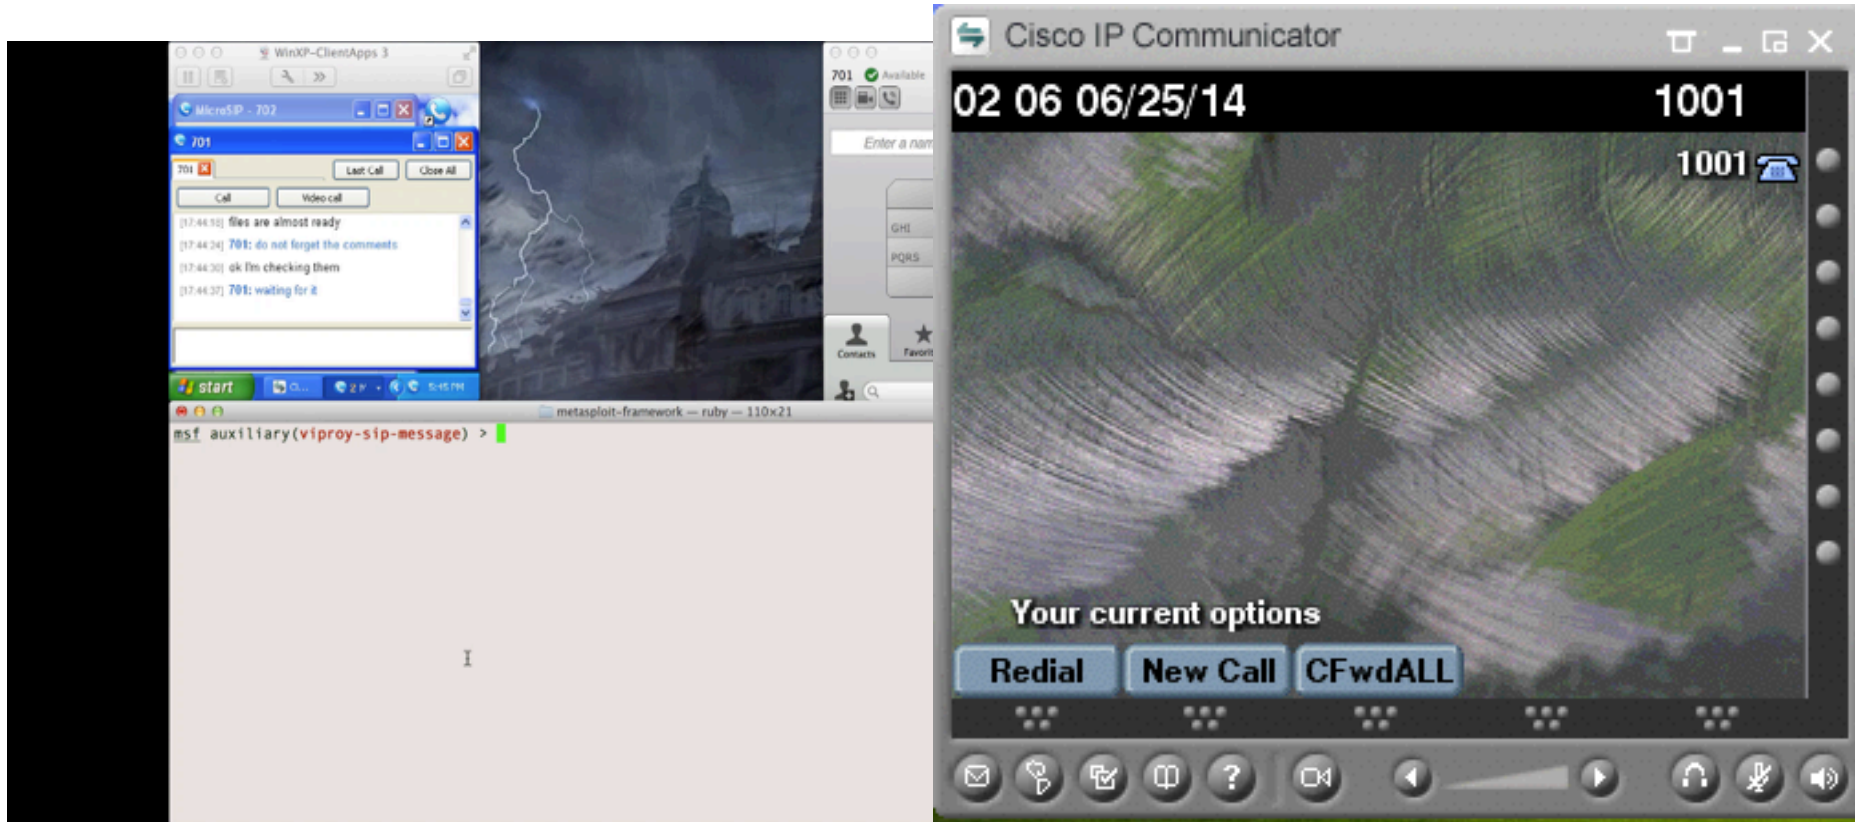 WinXP-ClientApps 3
MicroSIP - 702
701
701
Last Call
Close All
Call
Video call
[17:44:18] files are almost ready
[17:44:24] 701: do not forget the comments
[17:44:30] ok I'm checking them
[17:44:37] 701: waiting for it
start
5:45 PM
701 Available
Enter a nam
GHI
PQRS
Contacts
Favorit
metasploit-framework — ruby — 110×21
msf auxiliary(viproy-sip-message) >
Cisco IP Communicator
02 06 06/25/14
1001
1001
Your current options
Redial
New Call
CFwdALL